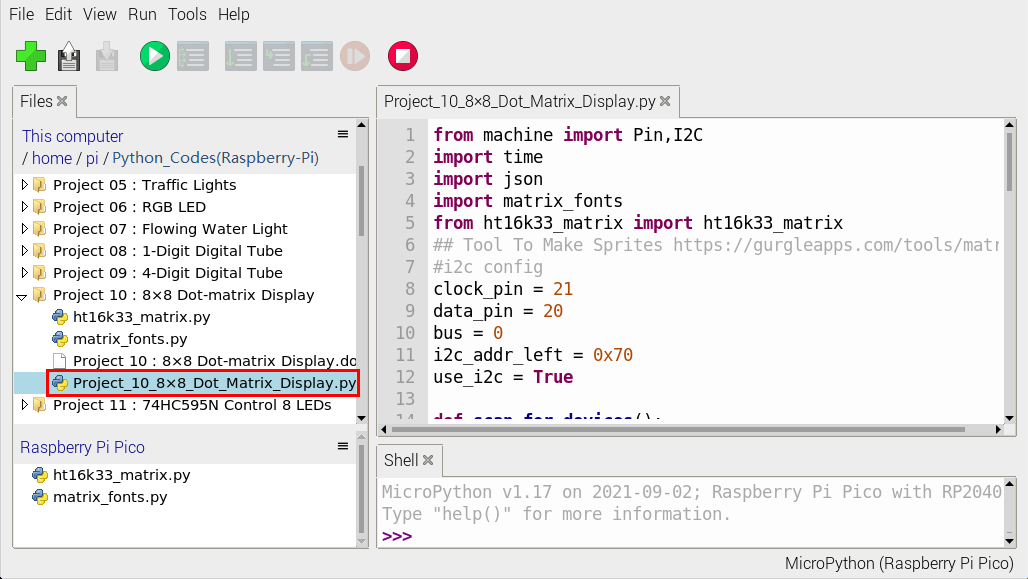 File Edit View Run Tools Help
Files
This computer
/ home / pi / Python_Codes(Raspberry-Pi)
Project 05 : Traffic Lights
Project 06 : RGB LED
Project 07 : Flowing Water Light
Project 08 : 1-Digit Digital Tube
Project 09 : 4-Digit Digital Tube
Project 10 : 8×8 Dot-matrix Display
ht16k33_matrix.py
matrix_fonts.py
Project 10 : 8×8 Dot-matrix Display.do
Project_10_8×8_Dot_Matrix_Display.py
Project 11 : 74HC595N Control 8 LEDs
Raspberry Pi Pico
ht16k33_matrix.py
matrix_fonts.py
Project_10_8×8_Dot_Matrix_Display.py
1 from machine import Pin,I2C
2 import time
3 import json
4 import matrix_fonts
5 from ht16k33_matrix import ht16k33_matrix
6 ## Tool To Make Sprites https://gurgleapps.com/tools/matr
7 #i2c config
8 clock_pin = 21
9 data_pin = 20
10 bus = 0
11 i2c_addr_left = 0x70
12 use_i2c = True
13
14 def scan_for_devices():
Shell
MicroPython v1.17 on 2021-09-02; Raspberry Pi Pico with RP2040
Type "help()" for more information.
>>>
MicroPython (Raspberry Pi Pico)